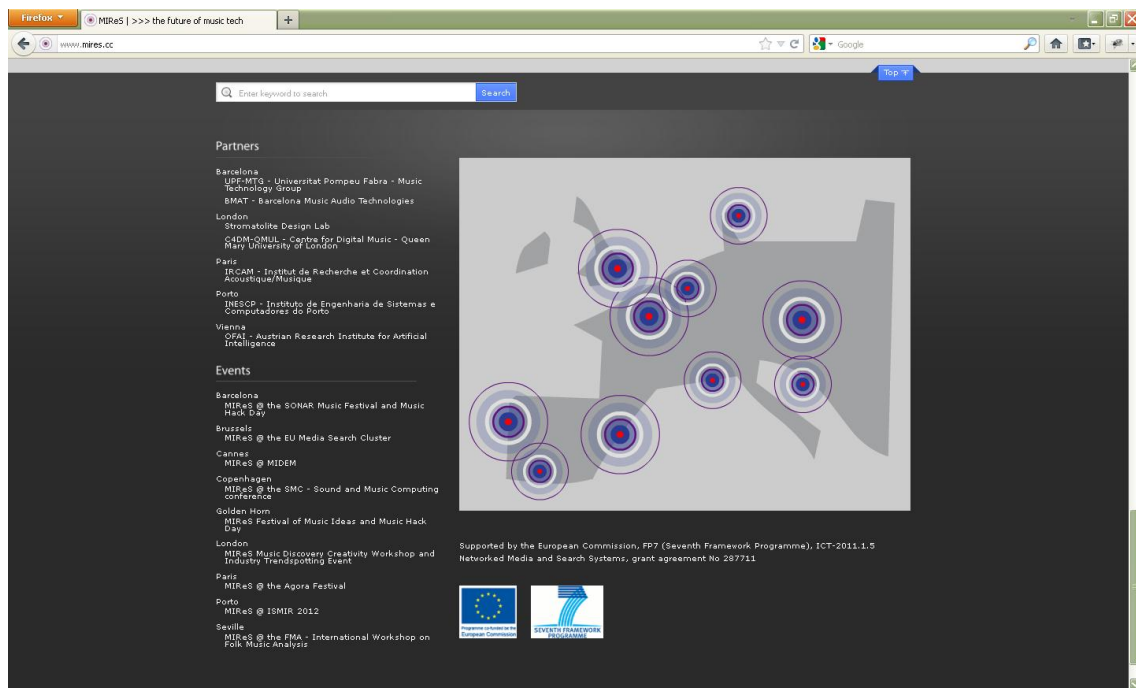 Firefox
MIReS | >>> the future of music tech
www.mires.cc
Google
Top
Enter keyword to search
Search
Partners
Barcelona
UPF-MTG - Universitat Pompeu Fabra - Music
Technology Group
BMAT - Barcelona Music Audio Technologies
London
Stromatolite Design Lab
C4DM-QMUL - Centre for Digital Music - Queen
Mary University of London
Paris
IRCAM - Institut de Recherche et Coordination
Acoustique/Musique
Porto
INESCP - Instituto de Engenharia de Sistemas e
Computadores do Porto
Vienna
OFAI - Austrian Research Institute for Artificial
Intelligence
Events
Barcelona
MIReS @ the SONAR Music Festival and Music
Hack Day
Brussels
MIReS @ the EU Media Search Cluster
Cannes
MIReS @ MIDEM
Copenhagen
MIReS @ the SMC - Sound and Music Computing
conference
Golden Horn
MIReS Festival of Music Ideas and Music Hack
Day
London
MIReS Music Discovery Creativity Workshop and
Industry Trendspotting Event
Paris
MIReS @ the Agora Festival
Porto
MIReS @ ISMIR 2012
Seville
MIReS @ the FMA - International Workshop on
Folk Music Analysis
Supported by the European Commission, FP7 (Seventh Framework Programme), ICT-2011.1.5
Networked Media and Search Systems, grant agreement No 287711
Programme co-funded by the
European Commission
SEVENTH FRAMEWORK
PROGRAMME